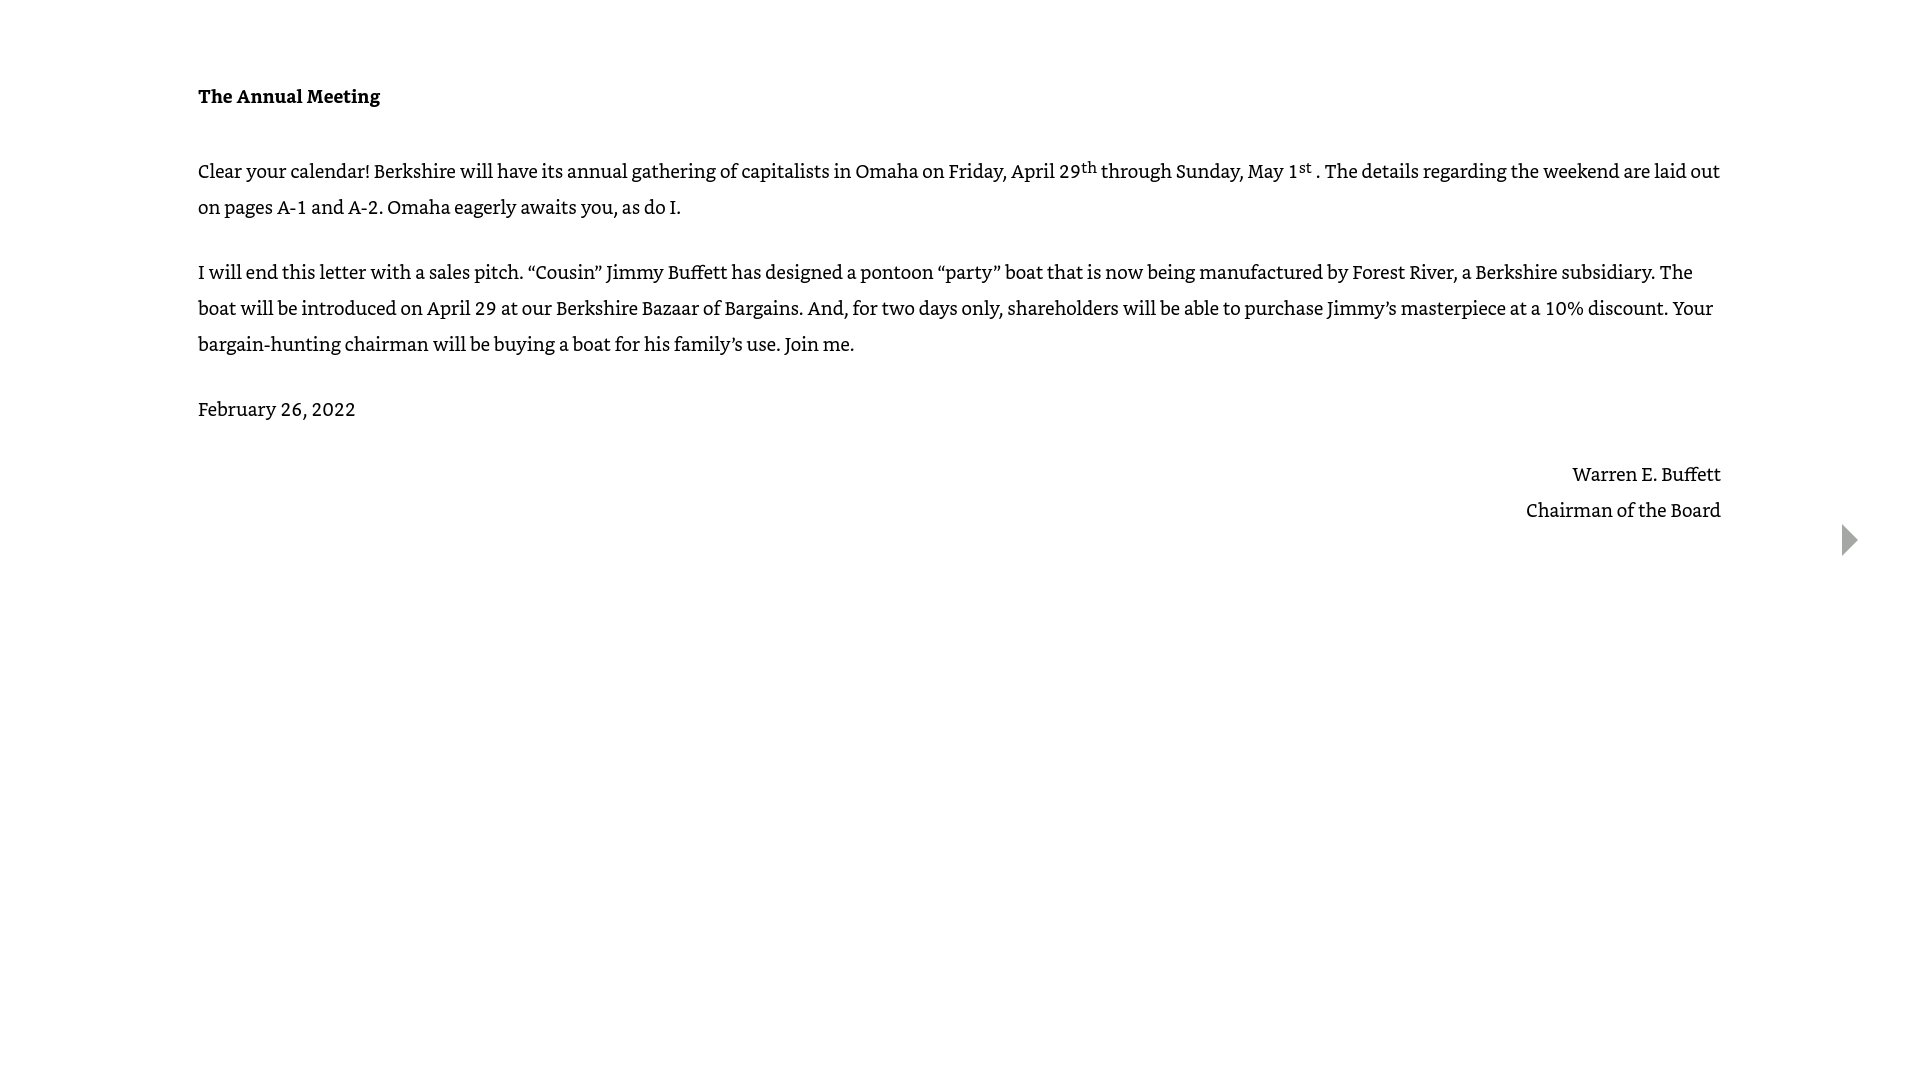 The Annual Meeting
Clear your calendar! Berkshire will have its annual gathering of capitalists in Omaha on Friday, April 29th through Sunday, May 1st . The details regarding the weekend are laid out
on pages A-1 and A-2. Omaha eagerly awaits you, as do I.
I will end this letter with a sales pitch. “Cousin” Jimmy Buffett has designed a pontoon “party” boat that is now being manufactured by Forest River, a Berkshire subsidiary. The
boat will be introduced on April 29 at our Berkshire Bazaar of Bargains. And, for two days only, shareholders will be able to purchase Jimmy’s masterpiece at a 10% discount. Your
bargain-hunting chairman will be buying a boat for his family’s use. Join me.
February 26, 2022
Warren E. Buffett
Chairman of the Board